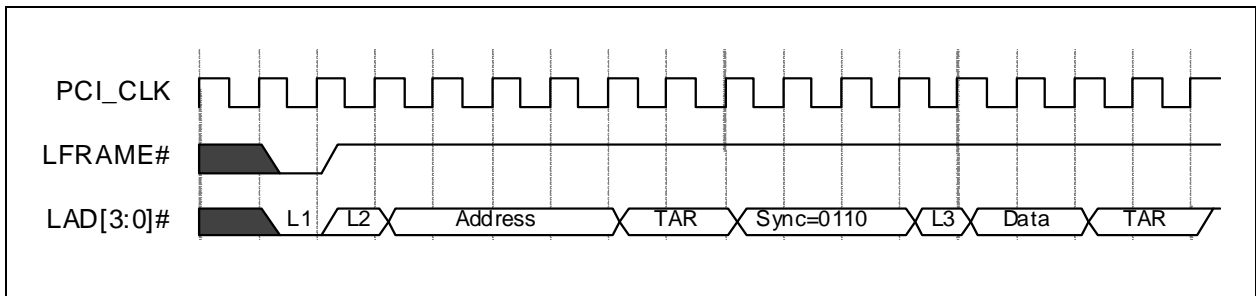 PCI_CLK
LFRAME#
LAD[3:0]# L1 L2 Address TAR Sync=0110 L3 Data TAR